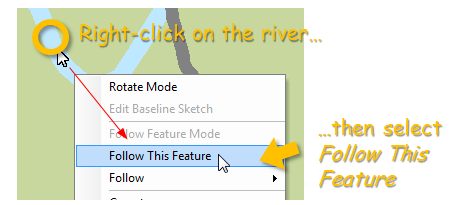 Right-click on the river…
Rotate Mode
Edit Baseline Sketch
Follow Feature Mode
Follow This Feature
Follow
…then select
Follow This
Feature